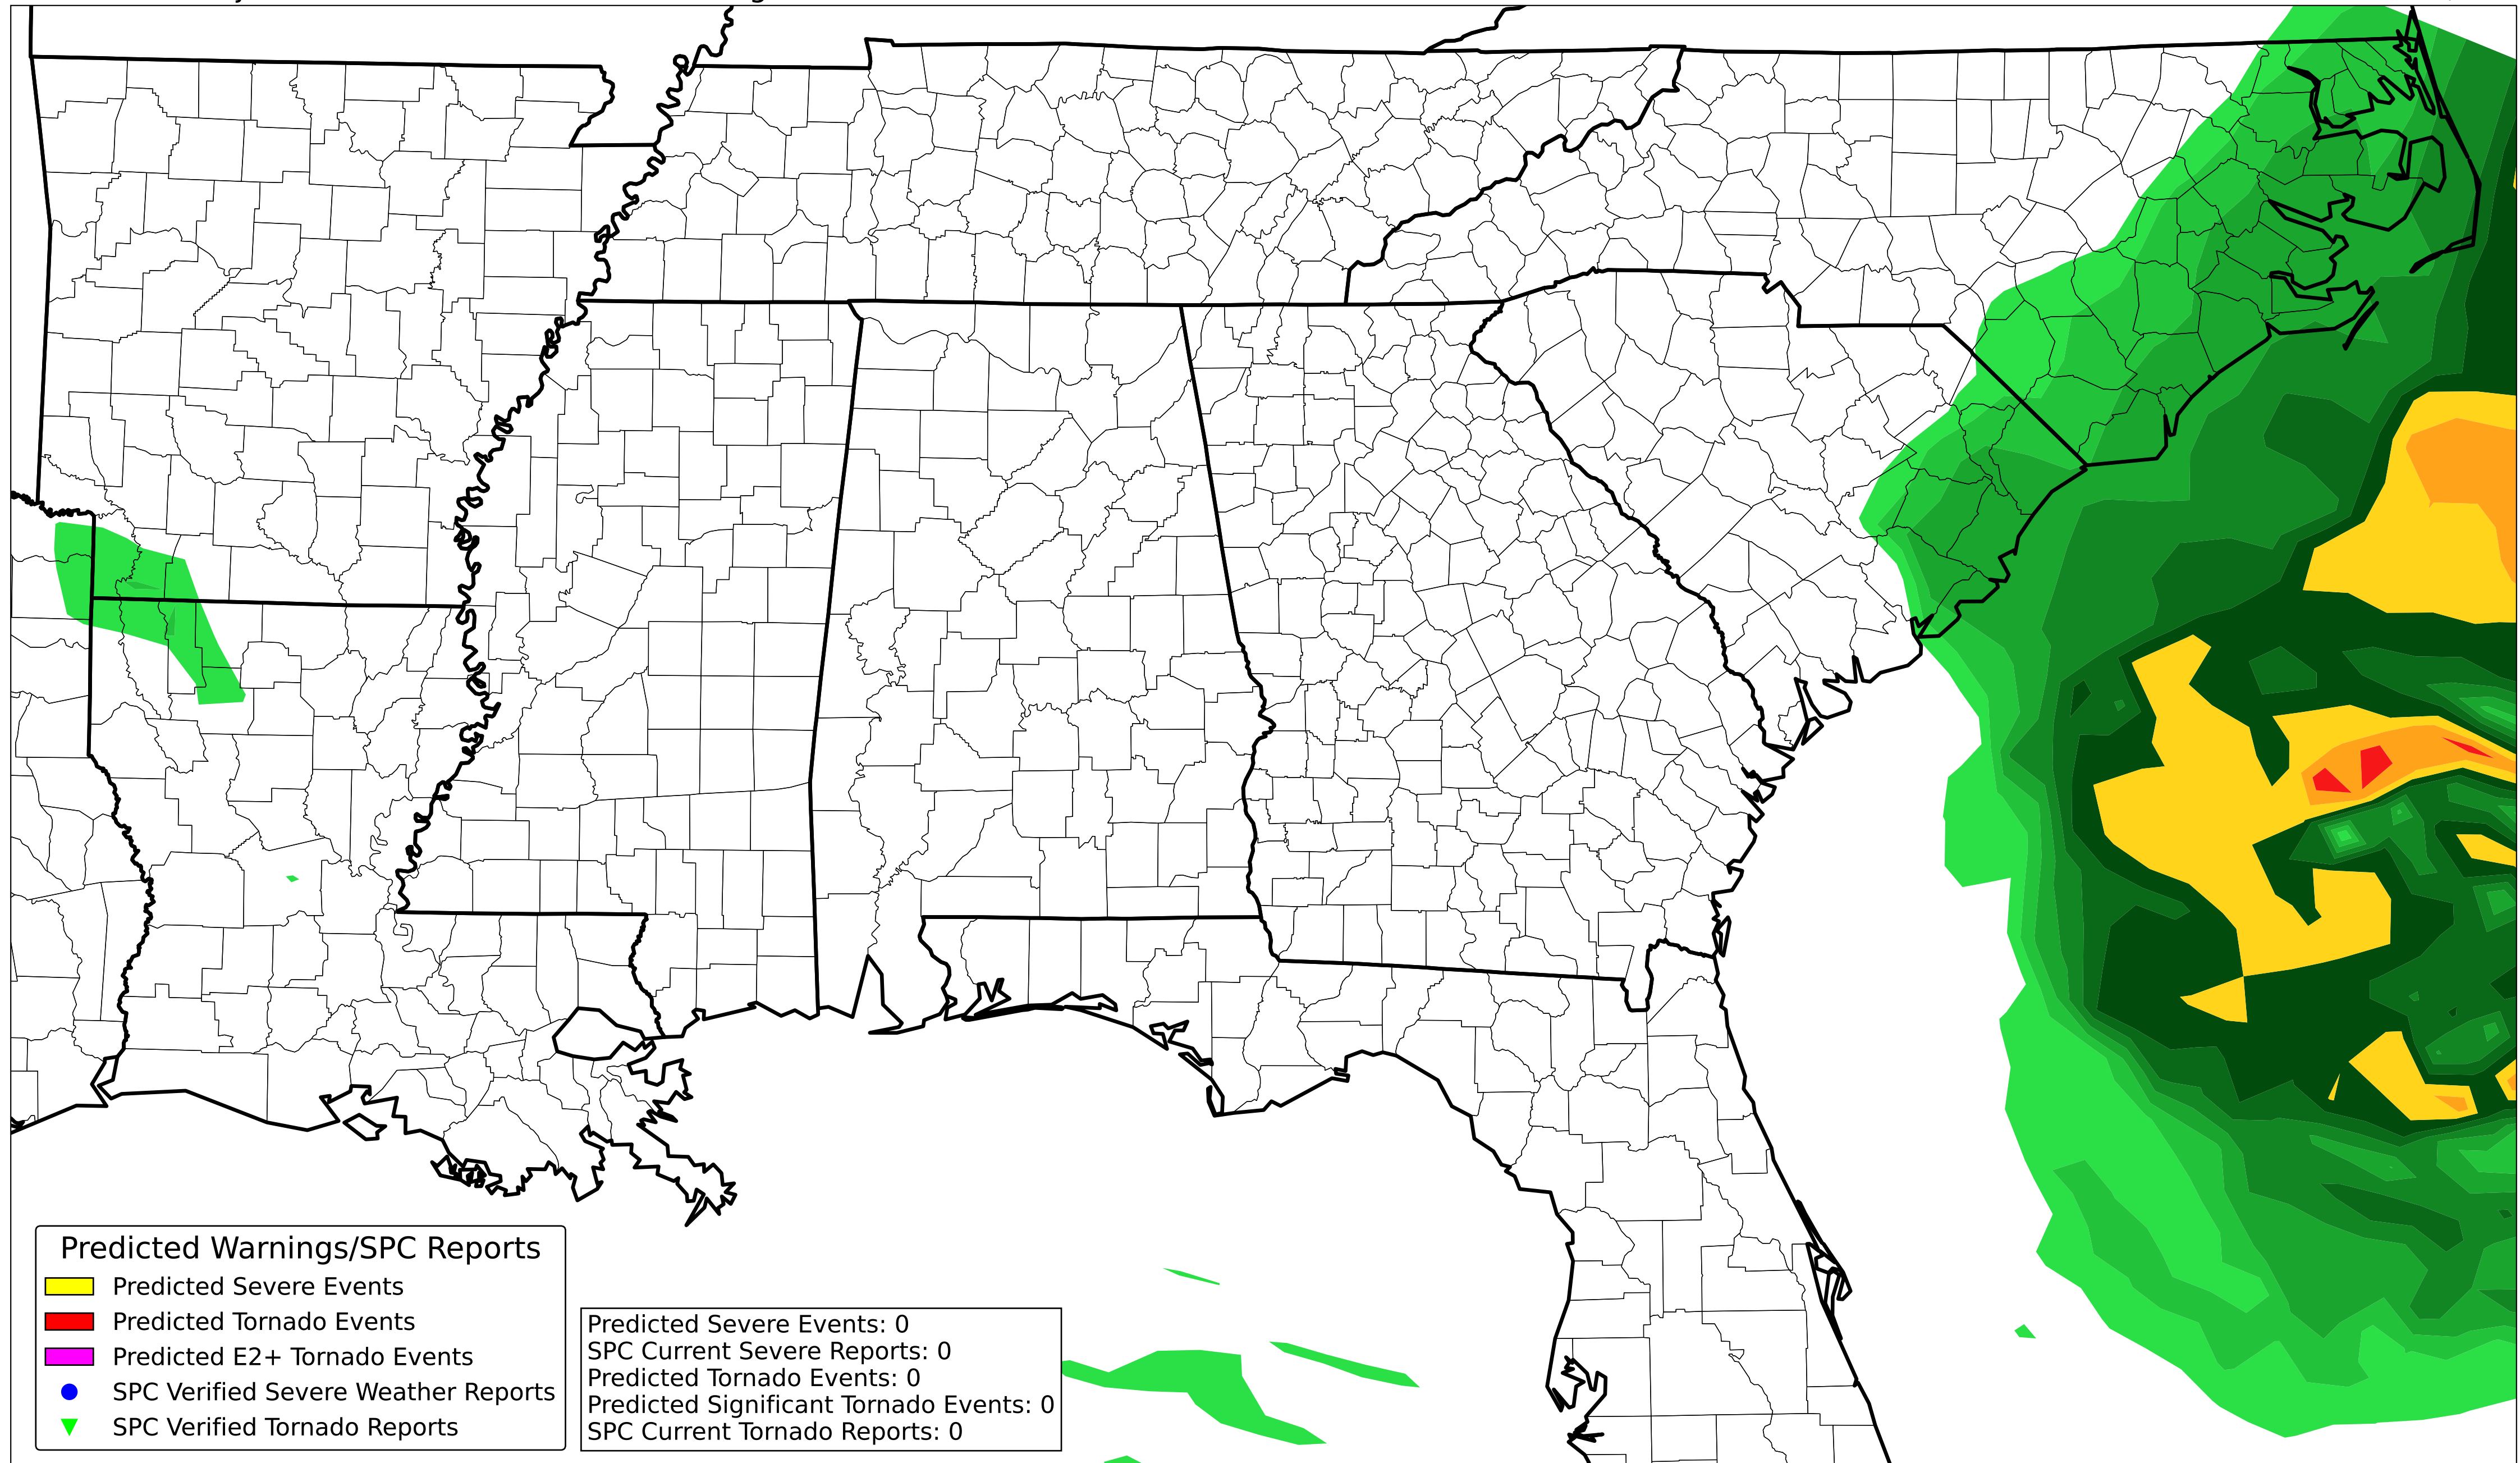 Predicted Warnings/SPC Reports
Predicted Severe Events
Predicted Tornado Events
Predicted E2+ Tornado Events
SPC Verified Severe Weather Reports
SPC Verified Tornado Reports
Predicted Severe Events: 0
SPC Current Severe Reports: 0
Predicted Tornado Events: 0
Predicted Significant Tornado Events: 0
SPC Current Tornado Reports: 0